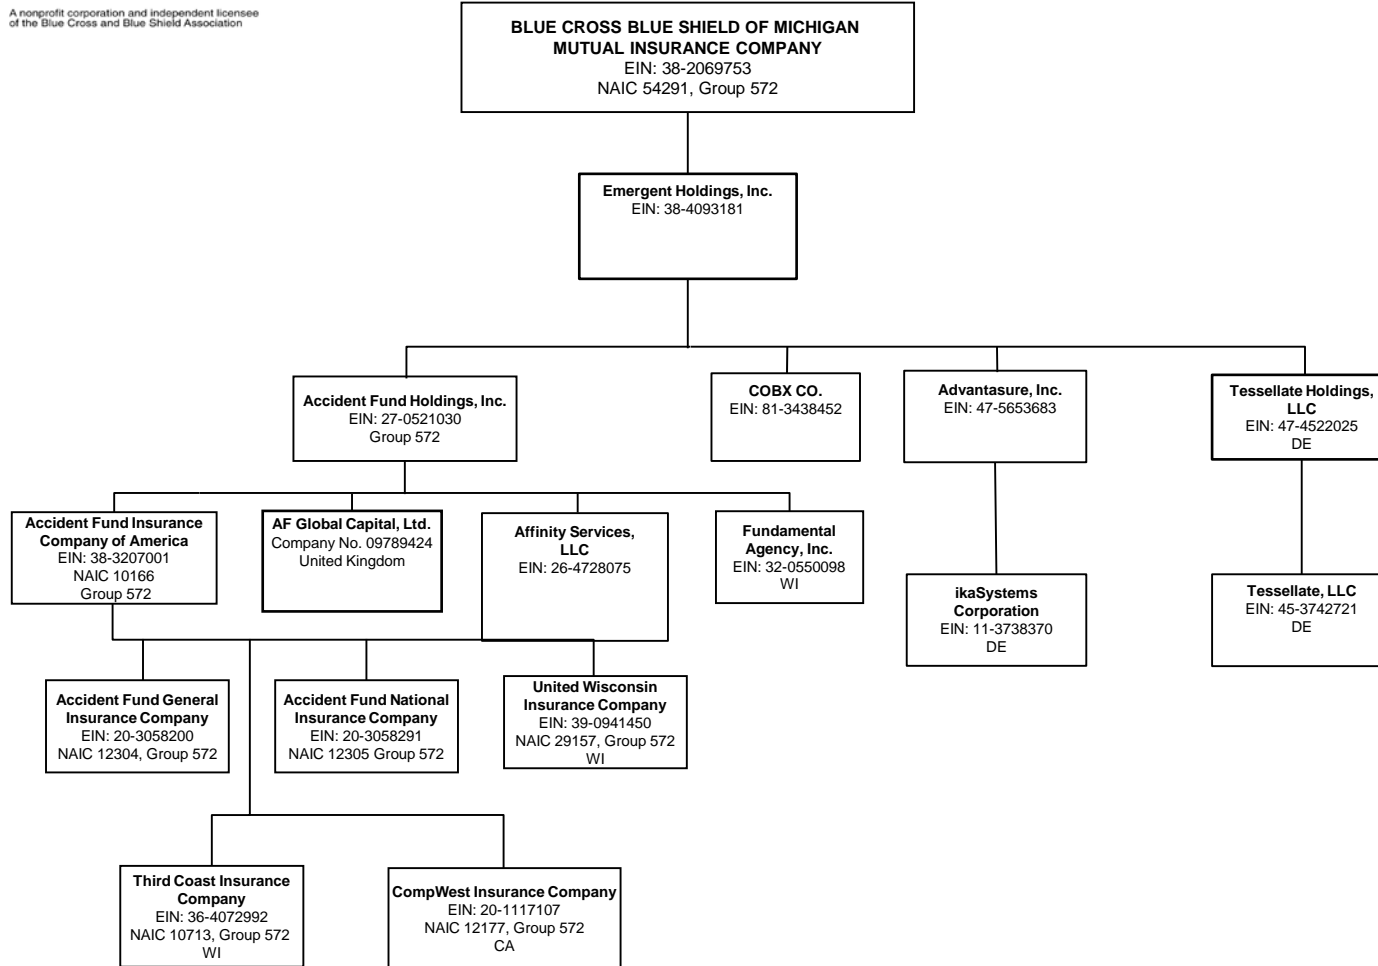 A nonprofit corporation and independent licensee
of the Blue Cross and Blue Shield Association
BLUE CROSS BLUE SHIELD OF MICHIGAN
MUTUAL INSURANCE COMPANY
EIN: 38-2069753
NAIC 54291, Group 572
Emergent Holdings, Inc.
EIN: 38-4093181
Accident Fund Holdings, Inc.
EIN: 27-0521030
Group 572
COBX CO.
EIN: 81-3438452
Advantasure, Inc.
EIN: 47-5653683
Tessellate Holdings,
LLC
EIN: 47-4522025
DE
Accident Fund Insurance
Company of America
EIN: 38-3207001
NAIC 10166
Group 572
AF Global Capital, Ltd.
Company No. 09789424
United Kingdom
Affinity Services,
LLC
EIN: 26-4728075
Fundamental
Agency, Inc.
EIN: 32-0550098
WI
ikaSystems
Corporation
EIN: 11-3738370
DE
Tessellate, LLC
EIN: 45-3742721
DE
Accident Fund General
Insurance Company
EIN: 20-3058200
NAIC 12304, Group 572
Accident Fund National
Insurance Company
EIN: 20-3058291
NAIC 12305 Group 572
United Wisconsin
Insurance Company
EIN: 39-0941450
NAIC 29157, Group 572
WI
Third Coast Insurance
Company
EIN: 36-4072992
NAIC 10713, Group 572
WI
CompWest Insurance Company
EIN: 20-1117107
NAIC 12177, Group 572
CA